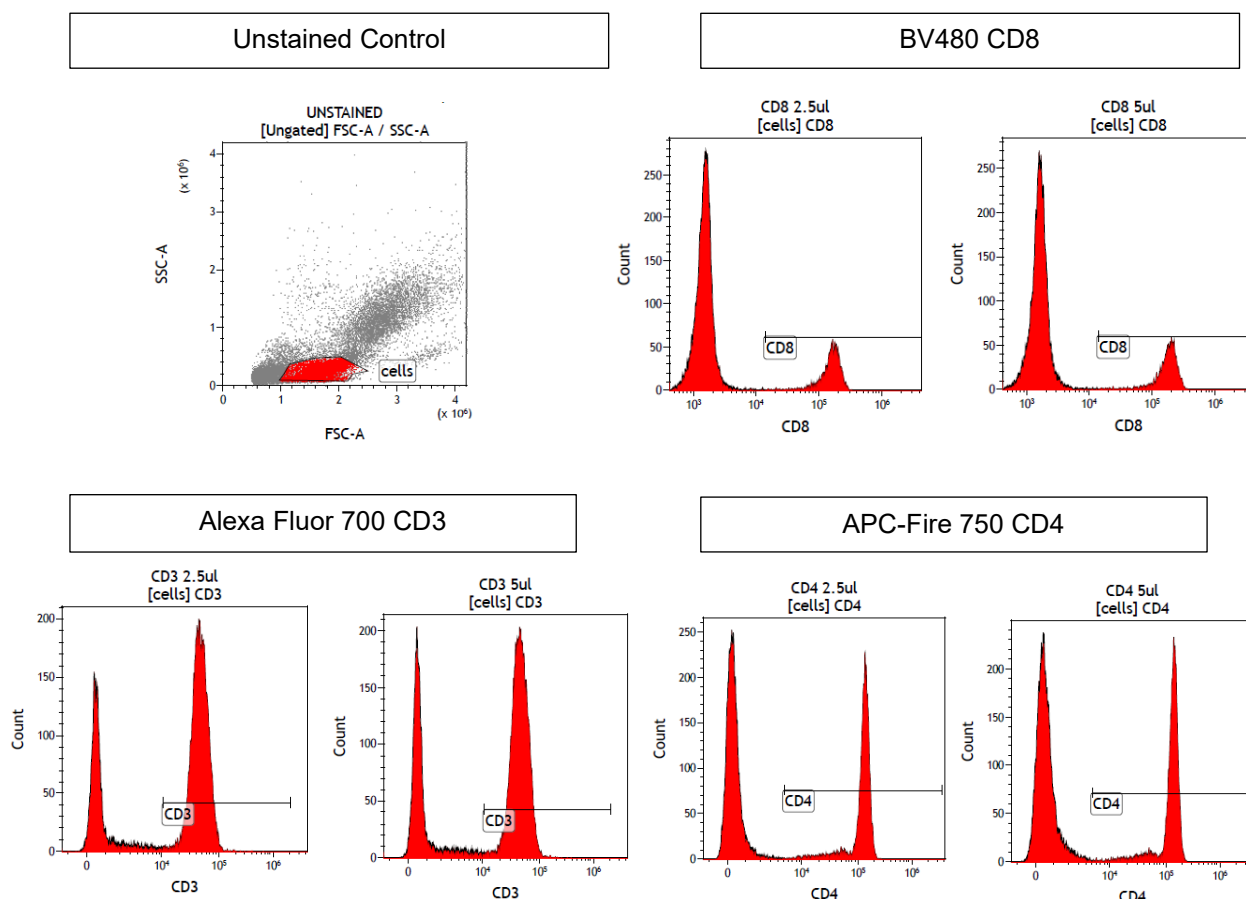 Unstained Control
BV480 CD8
UNSTAINED
[Ungated] FSC-A / SSC-A
(x 10⁶)
4
3
2
1
0
SSC-A
cells
0 1 2 3 4
(x 10⁶)
FSC-A
CD8 2.5ul
[cells] CD8
250
200
150
100
50
0
Count
CD8
10³ 10⁴ 10⁵ 10⁶
CD8
CD8 5ul
[cells] CD8
250
200
150
100
50
0
Count
CD8
10³ 10⁴ 10⁵ 10⁶
CD8
Alexa Fluor 700 CD3
APC-Fire 750 CD4
CD3 2.5ul
[cells] CD3
200
150
100
50
0
Count
CD3
0 10⁴ 10⁵ 10⁶
CD3
CD3 5ul
[cells] CD3
200
150
100
50
0
Count
CD3
0 10⁴ 10⁵ 10⁶
CD3
CD4 2.5ul
[cells] CD4
250
200
150
100
50
0
Count
CD4
0 10⁴ 10⁵ 10⁶
CD4
CD4 5ul
[cells] CD4
250
200
150
100
50
0
Count
CD4
0 10⁴ 10⁵ 10⁶
CD4